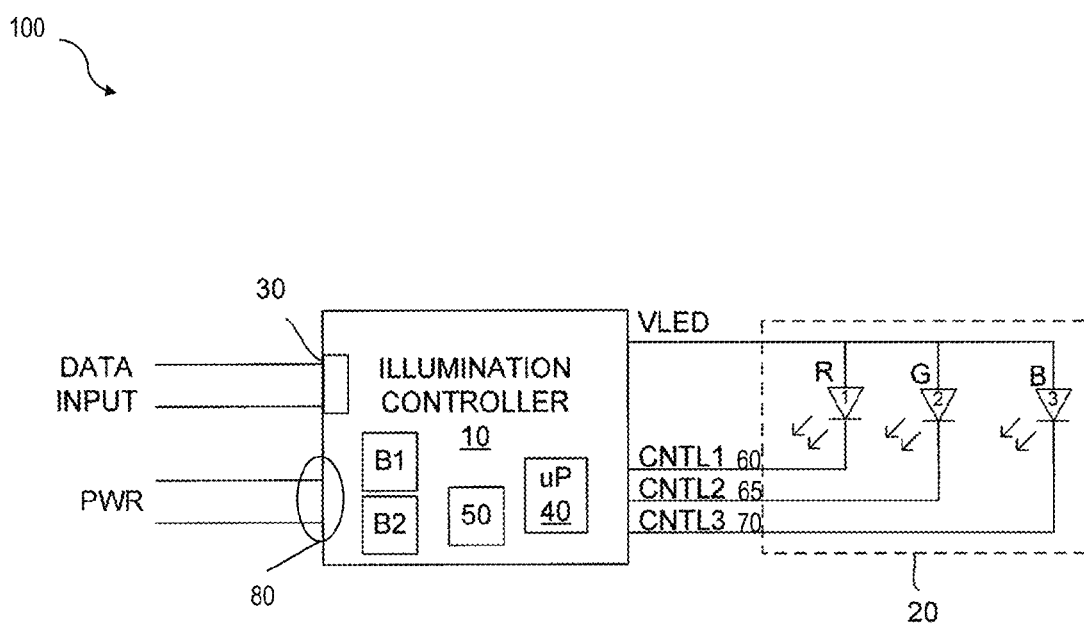 100
30
DATA
INPUT
PWR
80
ILLUMINATION
CONTROLLER
10
B1
B2
50
uP
40
VLED
CNTL1 60
CNTL2 65
CNTL3 70
R
1
G
2
B
3
20